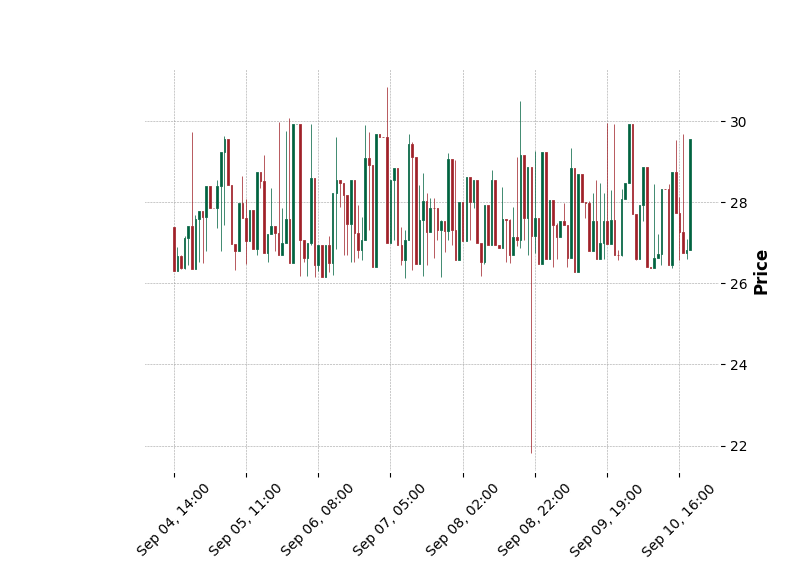 30
28
26
24
22
Price
Sep 04, 14:00
Sep 05, 11:00
Sep 06, 08:00
Sep 07, 05:00
Sep 08, 02:00
Sep 08, 22:00
Sep 09, 19:00
Sep 10, 16:00